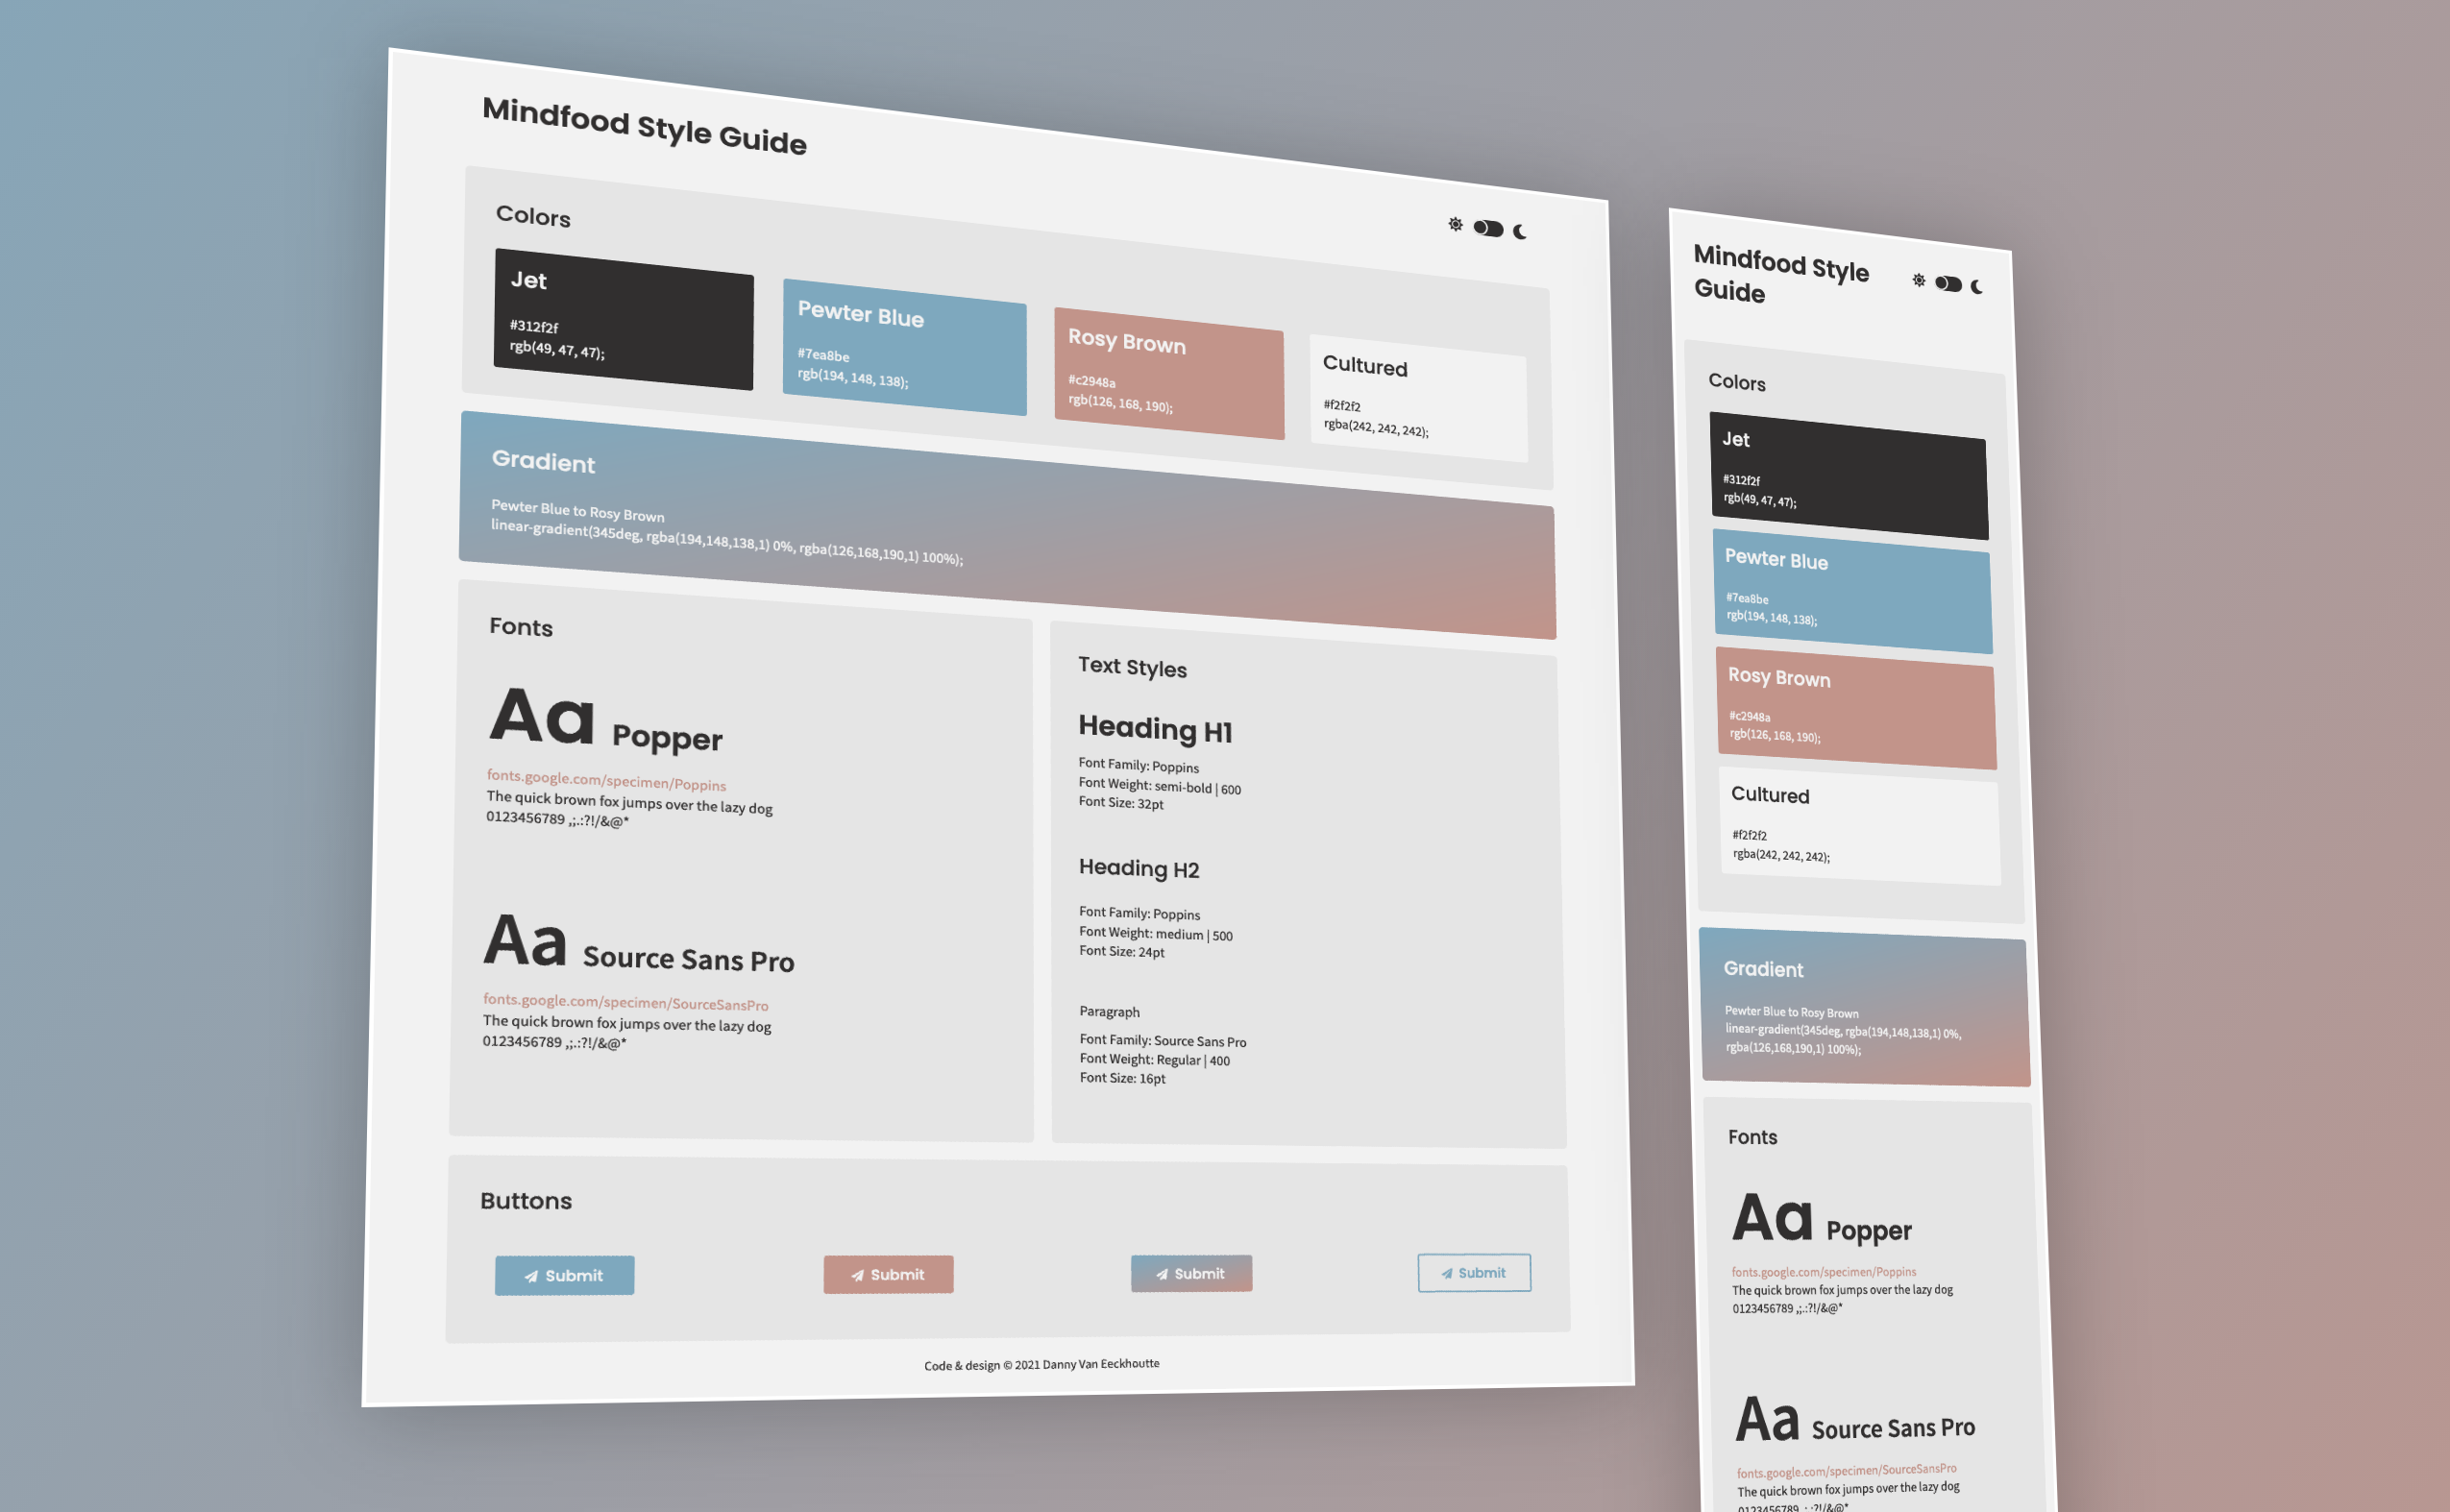 Mindfood Style Guide
Colors
Jet
#312f2f
rgb(49, 47, 47);
Pewter Blue
#7ea8be
rgb(194, 148, 138);
Rosy Brown
#c2948a
rgb(126, 168, 190);
Cultured
#f2f2f2
rgba(242, 242, 242);
Gradient
Pewter Blue to Rosy Brown
linear-gradient(345deg, rgba(194,148,138,1) 0%, rgba(126,168,190,1) 100%);
Fonts
Aa Popper
fonts.google.com/specimen/Poppins
The quick brown fox jumps over the lazy dog
0123456789 ,;.:?!/&@*
Aa Source Sans Pro
fonts.google.com/specimen/SourceSansPro
The quick brown fox jumps over the lazy dog
0123456789 ,;.:?!/&@*
Text Styles
Heading H1
Font Family: Poppins
Font Weight: semi-bold | 600
Font Size: 32pt
Heading H2
Font Family: Poppins
Font Weight: medium | 500
Font Size: 24pt
Paragraph
Font Family: Source Sans Pro
Font Weight: Regular | 400
Font Size: 16pt
Buttons
Submit
Submit
Submit
Submit
Code & design © 2021 Danny Van Eeckhoutte
Mindfood Style
Guide
Colors
Jet
#312f2f
rgb(49, 47, 47);
Pewter Blue
#7ea8be
rgb(194, 148, 138);
Rosy Brown
#c2948a
rgb(126, 168, 190);
Cultured
#f2f2f2
rgba(242, 242, 242);
Gradient
Pewter Blue to Rosy Brown
linear-gradient(345deg, rgba(194,148,138,1) 0%,
rgba(126,168,190,1) 100%);
Fonts
Aa Popper
fonts.google.com/specimen/Poppins
The quick brown fox jumps over the lazy dog
0123456789 ,;.:?!/&@*
Aa Source Sans Pro
fonts.google.com/specimen/SourceSansPro
The quick brown fox jumps over the lazy dog
0123456789 ,;.:?!/&@*